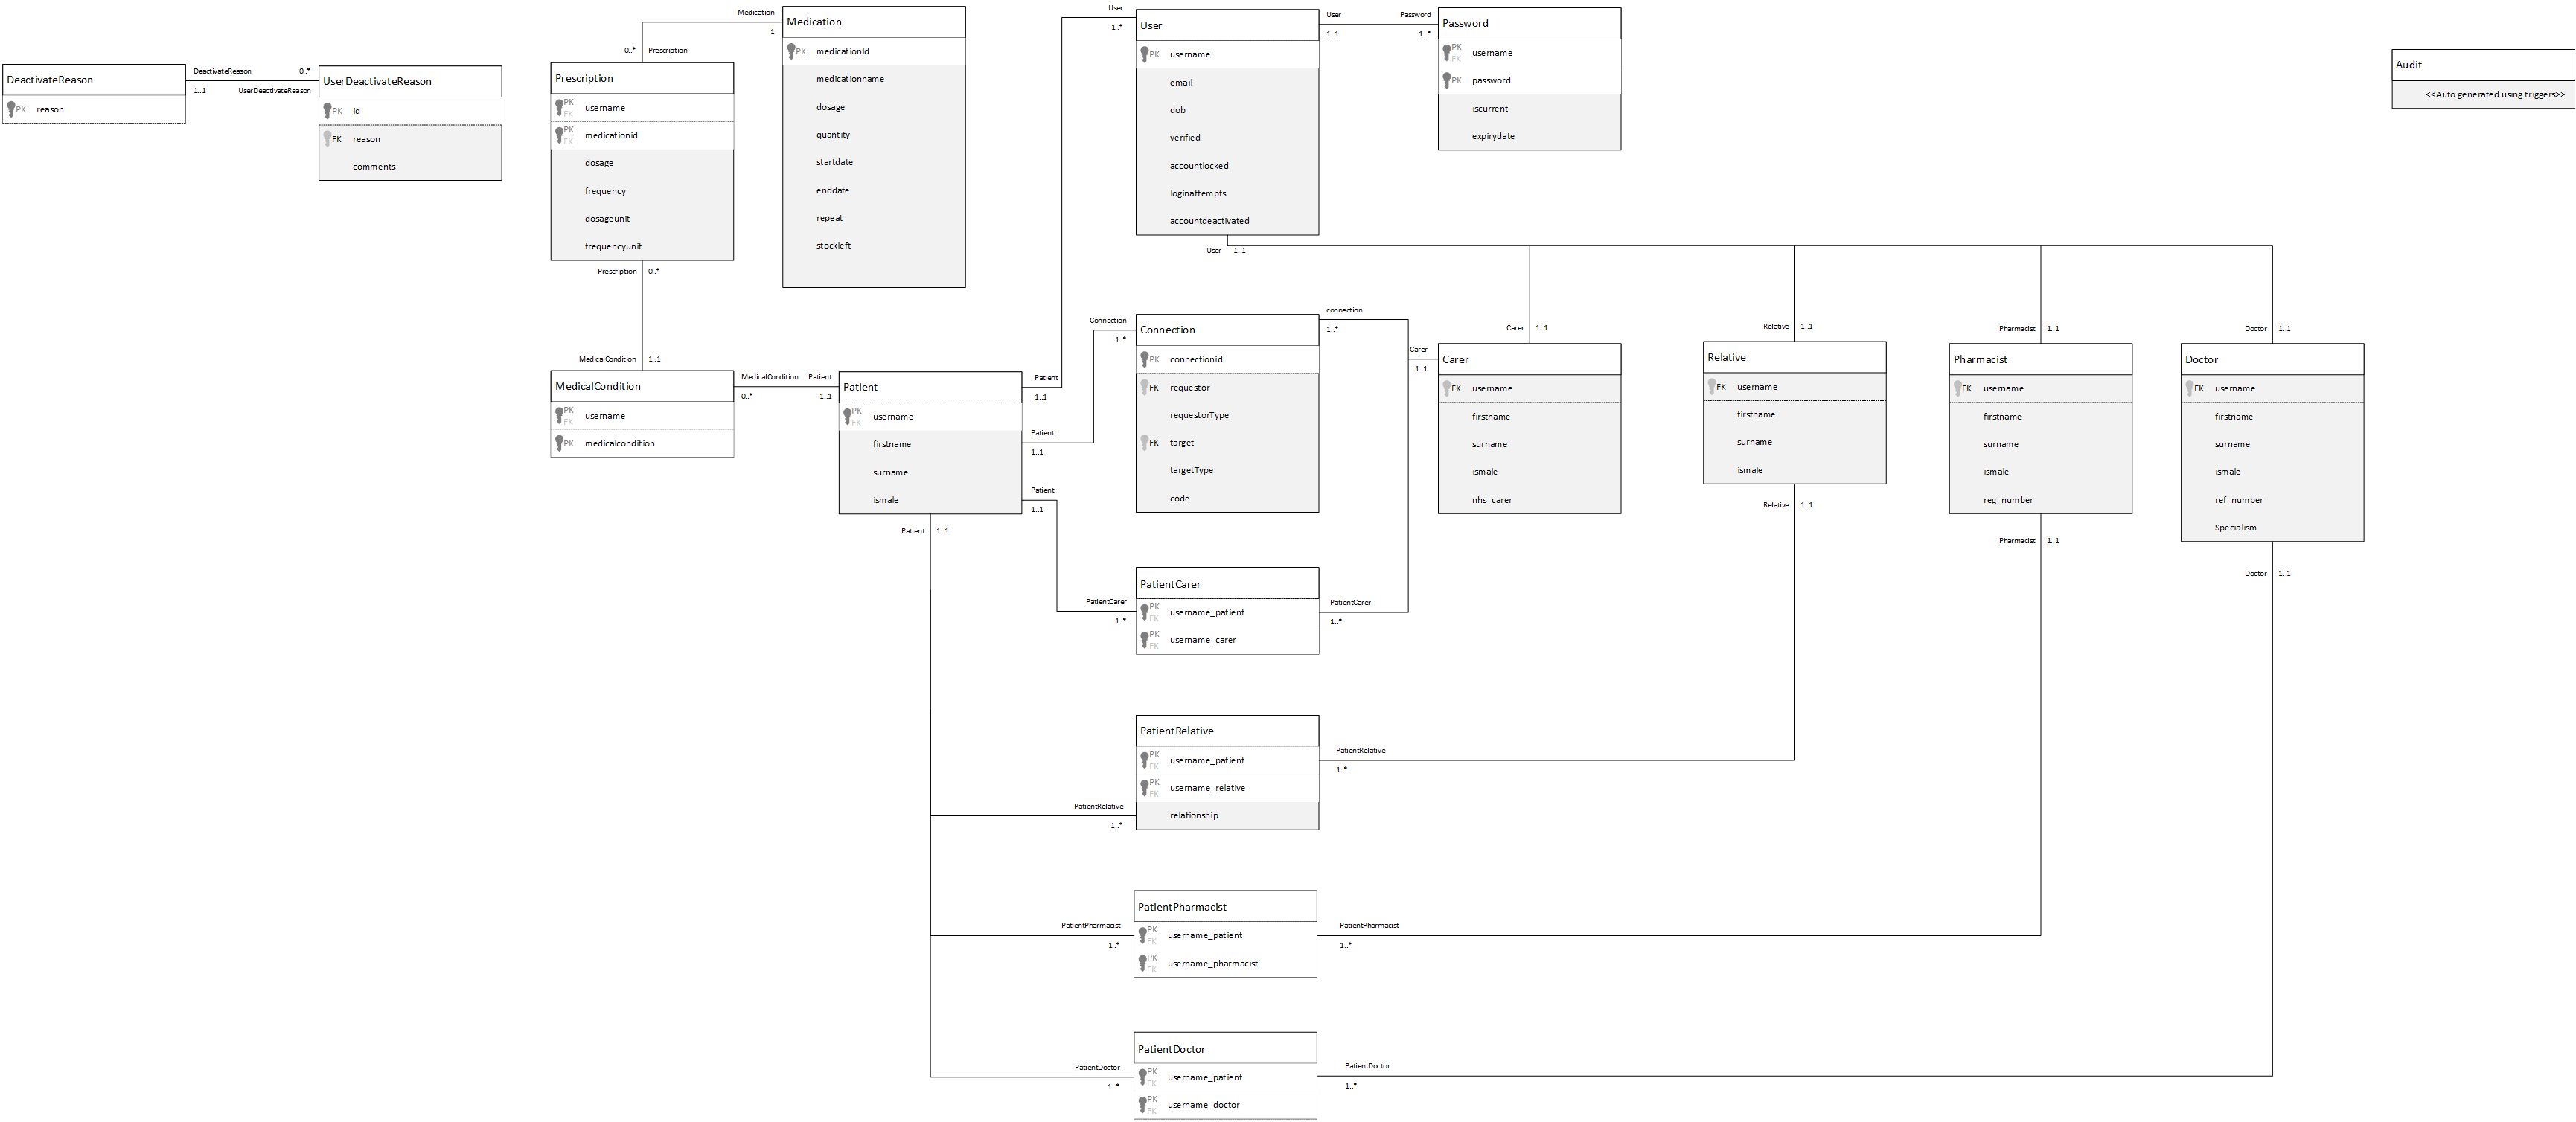 DeactivateReason
PK reason
DeactivateReason 0..*
1..1 UserDeactivateReason
UserDeactivateReason
PK id
FK reason
comments
Medication
1
0..* Prescription
Prescription
PK FK username
PK FK medicationid
dosage
frequency
dosageunit
frequencyunit
Prescription 0..*
MedicalCondition 1..1
Medication
PK medicationId
medicationname
dosage
quantity
startdate
enddate
repeat
stockleft
MedicalCondition
PK FK username
PK medicalcondition
MedicalCondition Patient
0..* 1..1
Patient
PK FK username
firstname
surname
ismale
Patient 1..1
Patient
1..1
Patient
1..1
Patient
1..1
User
1..*
User
PK username
email
dob
verified
accountlocked
loginattempts
accountdeactivated
User 1..1
User Password
1..1 1..*
Password
PK FK username
PK password
iscurrent
expirydate
Audit
<<Auto generated using triggers>>
Connection
1..*
Connection
PK connectionid
FK requestor
requestorType
FK target
targetType
code
connection
1..*
Carer
1..1
Carer 1..1
Carer
FK username
firstname
surname
ismale
nhs_carer
Relative 1..1
Relative
FK username
firstname
surname
ismale
Relative 1..1
Pharmacist 1..1
Pharmacist
FK username
firstname
surname
ismale
reg_number
Pharmacist 1..1
Doctor 1..1
Doctor
FK username
firstname
surname
ismale
ref_number
Specialism
Doctor 1..1
PatientCarer
1..*
PatientCarer
PK FK username_patient
PK FK username_carer
PatientCarer
1..*
PatientRelative
1..*
PatientRelative
PK FK username_patient
PK FK username_relative
relationship
PatientRelative
1..*
PatientPharmacist
1..*
PatientPharmacist
PK FK username_patient
PK FK username_pharmacist
PatientPharmacist
1..*
PatientDoctor
1..*
PatientDoctor
PK FK username_patient
PK FK username_doctor
PatientDoctor
1..*